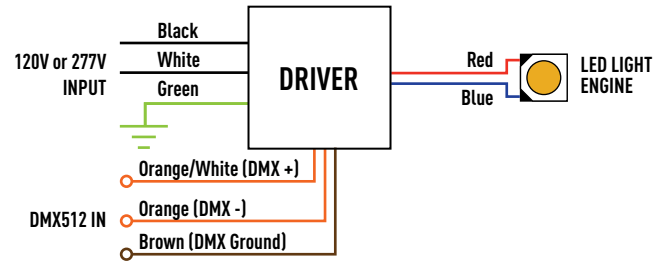 Black
120V or 277V
INPUT
White
Green
DRIVER
Red
Blue
LED LIGHT
ENGINE
DMX512 IN
Orange/White (DMX +)
Orange (DMX -)
Brown (DMX Ground)